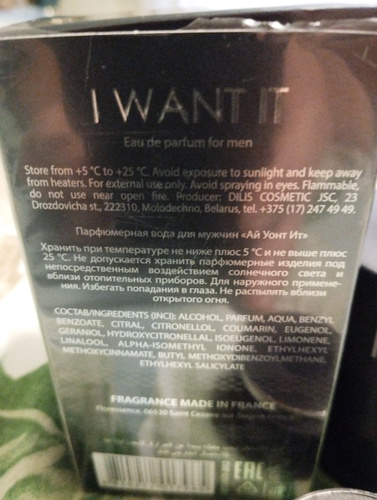 I WANT IT
Eau de parfum for men
Store from +5 °C to +25 °C. Avoid exposure to sunlight and keep away
from heaters. For external use only. Avoid spraying in eyes. Flammable,
do not use near open fire. Producer: DILIS COSMETIC JSC, 23
Drozdovicha st., 222310, Molodechno, Belarus, tel. +375 (17) 247 49 49.
Парфюмерная вода для мужчин «Ай Уонт Ит»
Хранить при температуре не ниже плюс 5 °С и не выше плюс
25 °С. Не допускается хранить парфюмерные изделия под
непосредственным воздействием солнечного света и
вблизи отопительных приборов. Для наружного примене-
ния. Избегать попадания в глаза. Не распылять вблизи
открытого огня.
СОСТАВ/INGREDIENTS (INCI): ALCOHOL, PARFUM, AQUA, BENZYL
BENZOATE, CITRAL, CITRONELLOL, COUMARIN, EUGENOL,
GERANIOL, HYDROXYCITRONELLAL, ISOEUGENOL, LIMONENE,
LINALOOL, ALPHA-ISOMETHYL IONONE, ETHYLHEXYL
METHOXYCINNAMATE, BUTYL METHOXYDIBENZOYLMETHANE,
ETHYLHEXYL SALICYLATE
FRAGRANCE MADE IN FRANCE
Floressence, 06530 Saint Cezaire sur Siagne,
EAC